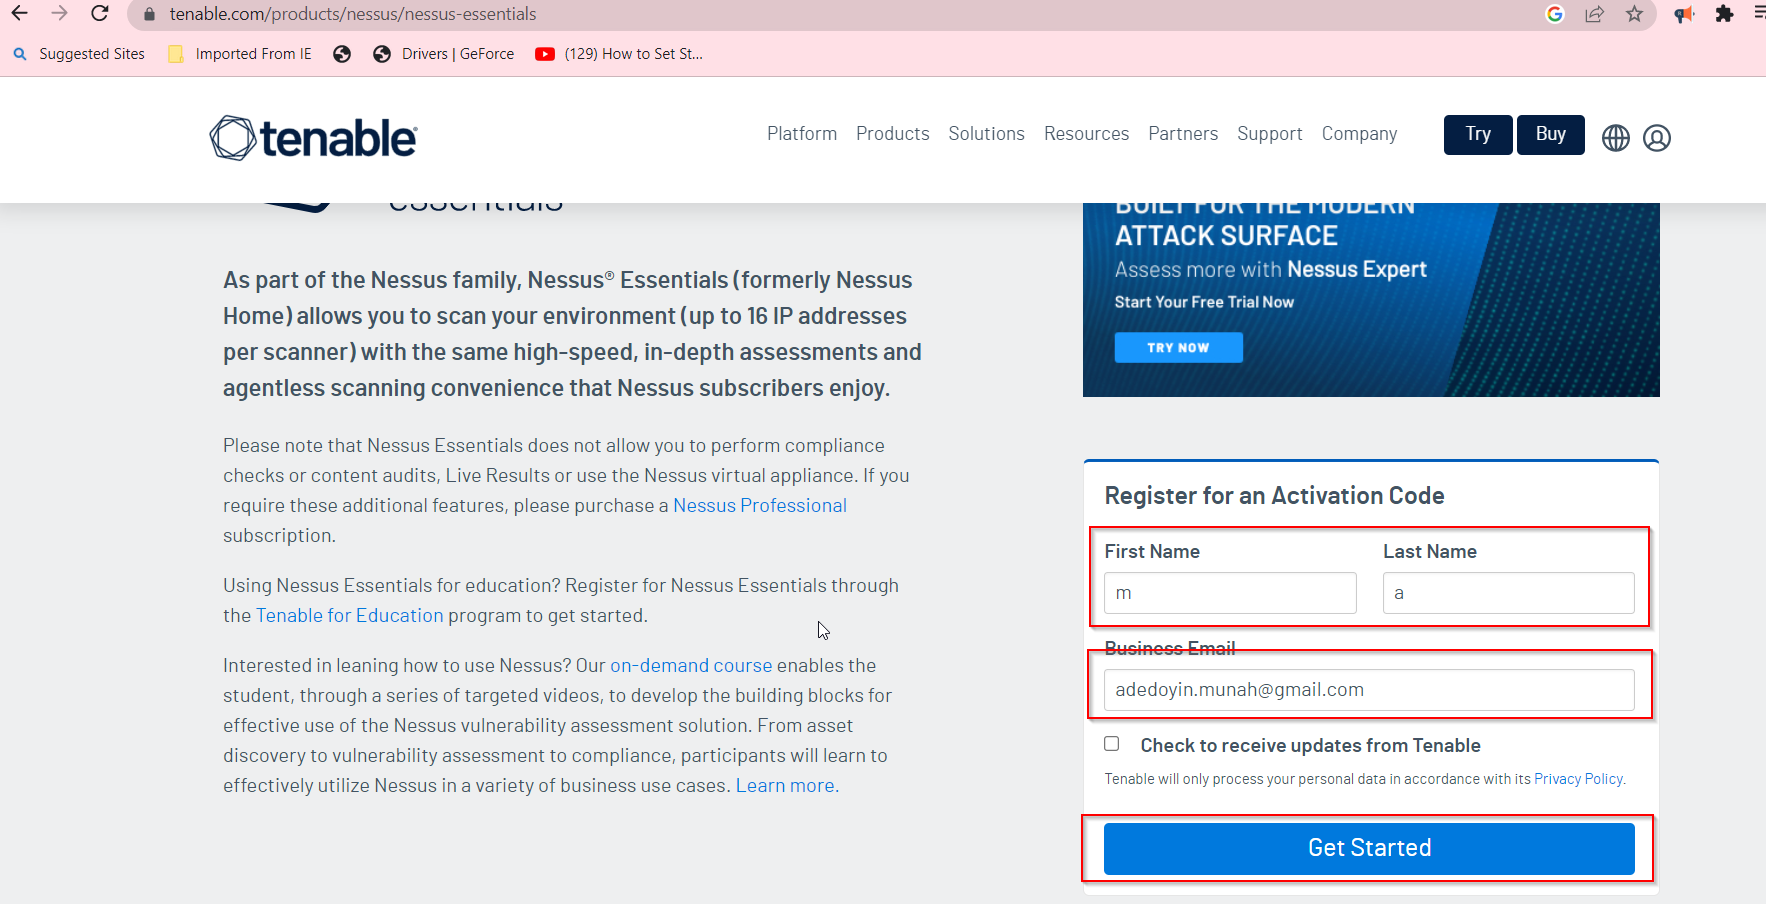 tenable.com/products/nessus/nessus-essentials
Suggested Sites Imported From IE Drivers | GeForce (129) How to Set St...
tenable
Platform Products Solutions Resources Partners Support Company Try Buy
essentials
BUILT FOR THE MODERN
ATTACK SURFACE
Assess more with Nessus Expert
Start Your Free Trial Now
TRY NOW
As part of the Nessus family, Nessus® Essentials (formerly Nessus
Home) allows you to scan your environment (up to 16 IP addresses
per scanner) with the same high-speed, in-depth assessments and
agentless scanning convenience that Nessus subscribers enjoy.
Please note that Nessus Essentials does not allow you to perform compliance
checks or content audits, Live Results or use the Nessus virtual appliance. If you
require these additional features, please purchase a Nessus Professional
subscription.
Using Nessus Essentials for education? Register for Nessus Essentials through
the Tenable for Education program to get started.
Interested in leaning how to use Nessus? Our on-demand course enables the
student, through a series of targeted videos, to develop the building blocks for
effective use of the Nessus vulnerability assessment solution. From asset
discovery to vulnerability assessment to compliance, participants will learn to
effectively utilize Nessus in a variety of business use cases. Learn more.
Register for an Activation Code
First Name Last Name
m a
Business Email
adedoyin.munah@gmail.com
Check to receive updates from Tenable
Tenable will only process your personal data in accordance with its Privacy Policy.
Get Started